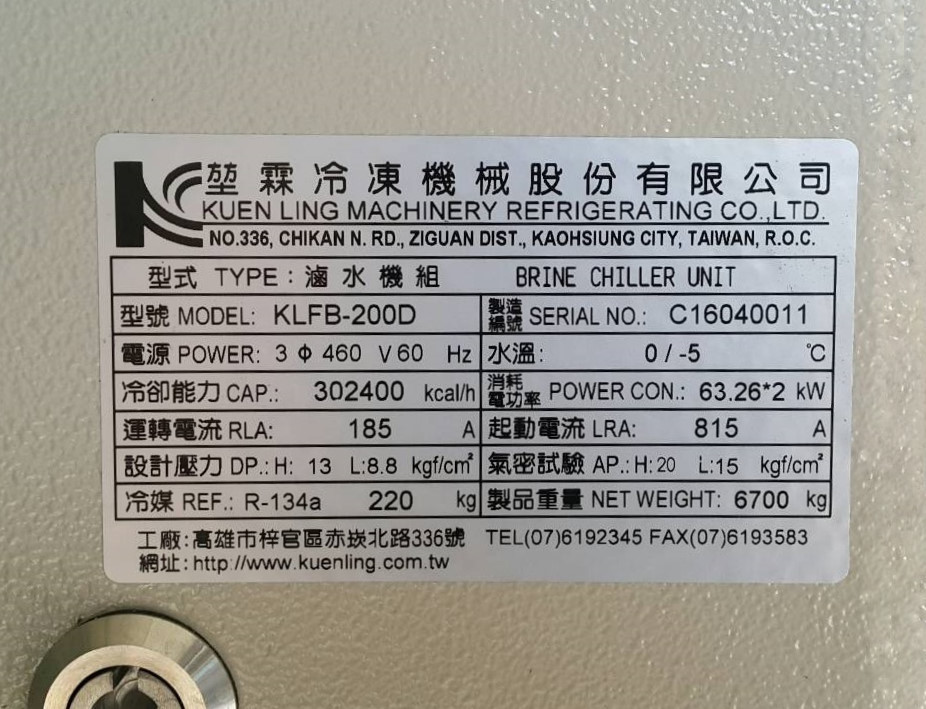 堃霖冷凍機械股份有限公司
KUEN LING MACHINERY REFRIGERATING CO.,LTD.
NO.336, CHIKAN N. RD., ZIGUAN DIST., KAOHSIUNG CITY, TAIWAN, R.O.C.
型式 TYPE：滷水機組 BRINE CHILLER UNIT
型號 MODEL: KLFB-200D 製造編號 SERIAL NO.: C16040011
電源 POWER: 3 Φ 460 V 60 Hz 水溫: 0 / -5 ℃
冷卻能力 CAP.: 302400 kcal/h 消耗電功率 POWER CON.: 63.26*2 kW
運轉電流 RLA: 185 A 起動電流 LRA: 815 A
設計壓力 DP.: H: 13 L:8.8 kgf/cm² 氣密試驗 AP.: H: 20 L:15 kgf/cm²
冷媒 REF.: R-134a 220 kg 製品重量 NET WEIGHT: 6700 kg
工廠:高雄市梓官區赤崁北路336號 TEL(07)6192345 FAX(07)6193583
網址: http://www.kuenling.com.tw